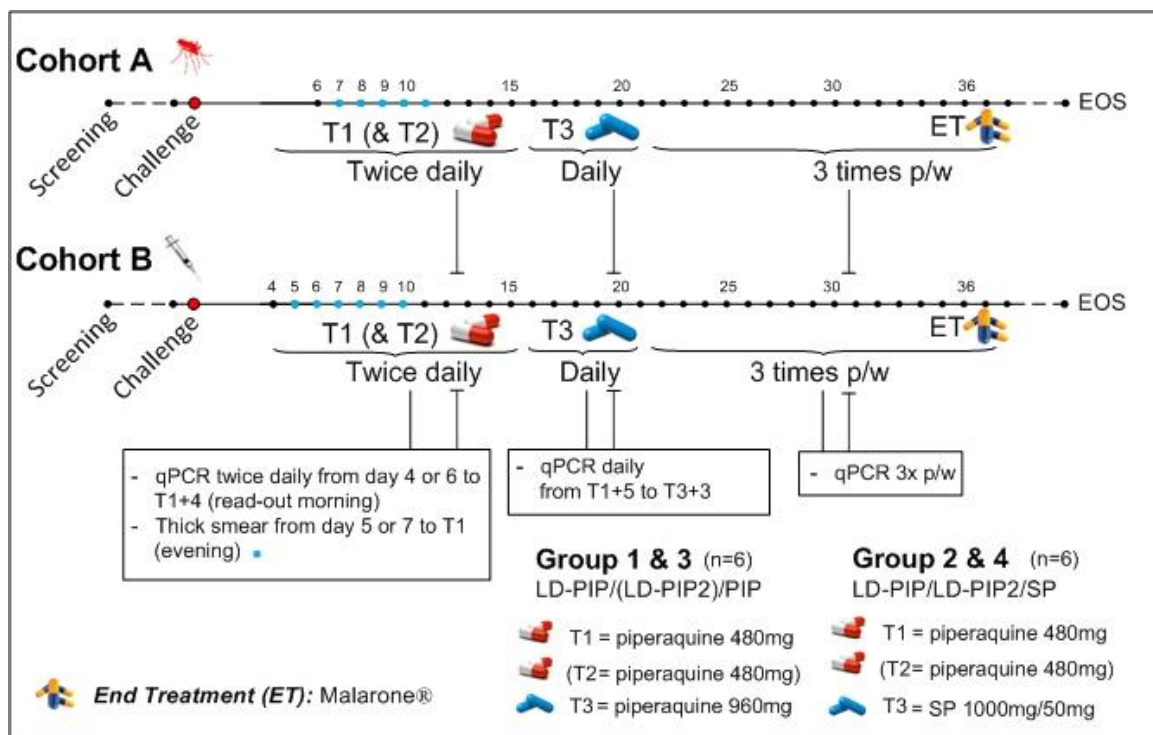 Cohort A
6 7 8 9 10 15 20 25 30 36
EOS
Screening
Challenge
T1 (& T2)
T3
ET
Twice daily
Daily
3 times p/w
Cohort B
4 5 6 7 8 9 10 15 20 25 30 36
EOS
Screening
Challenge
T1 (& T2)
T3
ET
Twice daily
Daily
3 times p/w
- qPCR twice daily from day 4 or 6 to
T1+4 (read-out morning)
- Thick smear from day 5 or 7 to T1
(evening)
- qPCR daily
from T1+5 to T3+3
- qPCR 3x p/w
Group 1 & 3 (n=6)
LD-PIP/(LD-PIP2)/PIP
T1 = piperaquine 480mg
(T2= piperaquine 480mg)
T3 = piperaquine 960mg
Group 2 & 4 (n=6)
LD-PIP/LD-PIP2/SP
T1 = piperaquine 480mg
(T2= piperaquine 480mg)
T3 = SP 1000mg/50mg
End Treatment (ET): Malarone®